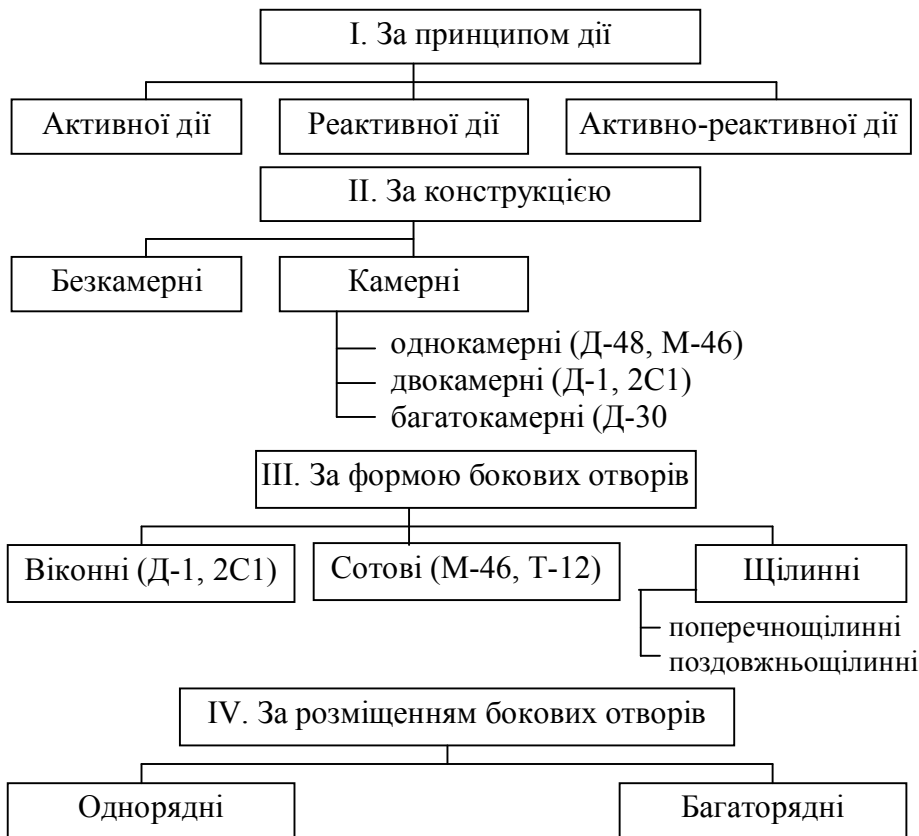 I. За принципом дії
Активної дії
Реактивної дії
Активно-реактивної дії
II. За конструкцією
Безкамерні
Камерні
однокамерні (Д-48, М-46)
двокамерні (Д-1, 2С1)
багатокамерні (Д-30
III. За формою бокових отворів
Віконні (Д-1, 2С1)
Сотові (М-46, Т-12)
Щілинні
поперечнощілинні
поздовжньощілинні
IV. За розміщенням бокових отворів
Однорядні
Багаторядні